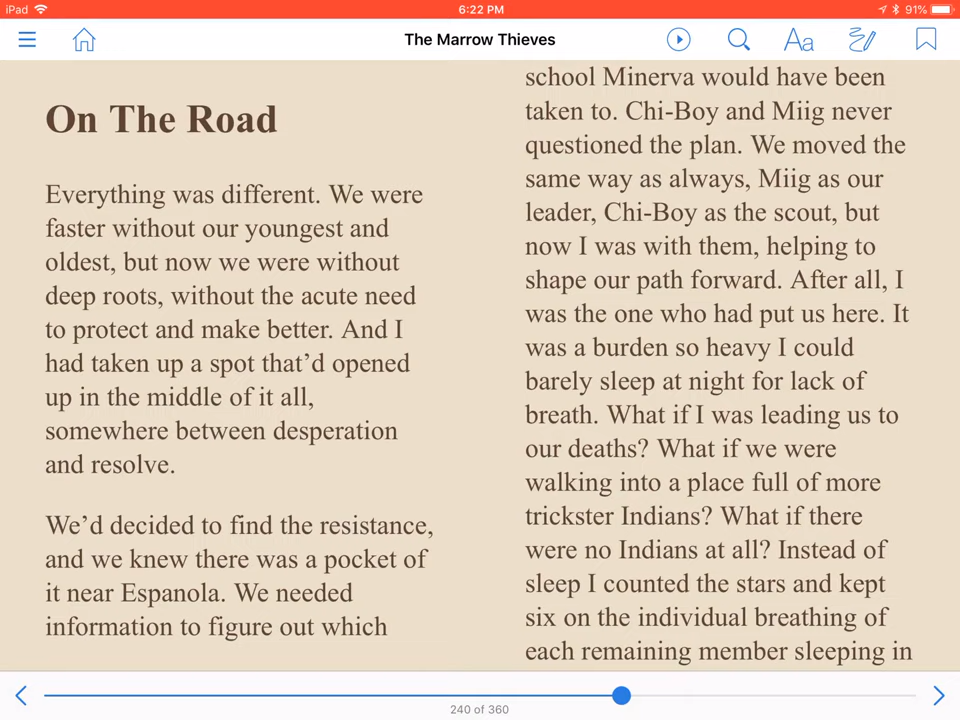 iPad
6:22 PM
91%
The Marrow Thieves
Aa
On The Road
Everything was different. We were
faster without our youngest and
oldest, but now we were without
deep roots, without the acute need
to protect and make better. And I
had taken up a spot that’d opened
up in the middle of it all,
somewhere between desperation
and resolve.
We’d decided to find the resistance,
and we knew there was a pocket of
it near Espanola. We needed
information to figure out which
school Minerva would have been
taken to. Chi-Boy and Miig never
questioned the plan. We moved the
same way as always, Miig as our
leader, Chi-Boy as the scout, but
now I was with them, helping to
shape our path forward. After all, I
was the one who had put us here. It
was a burden so heavy I could
barely sleep at night for lack of
breath. What if I was leading us to
our deaths? What if we were
walking into a place full of more
trickster Indians? What if there
were no Indians at all? Instead of
sleep I counted the stars and kept
six on the individual breathing of
each remaining member sleeping in
240 of 360